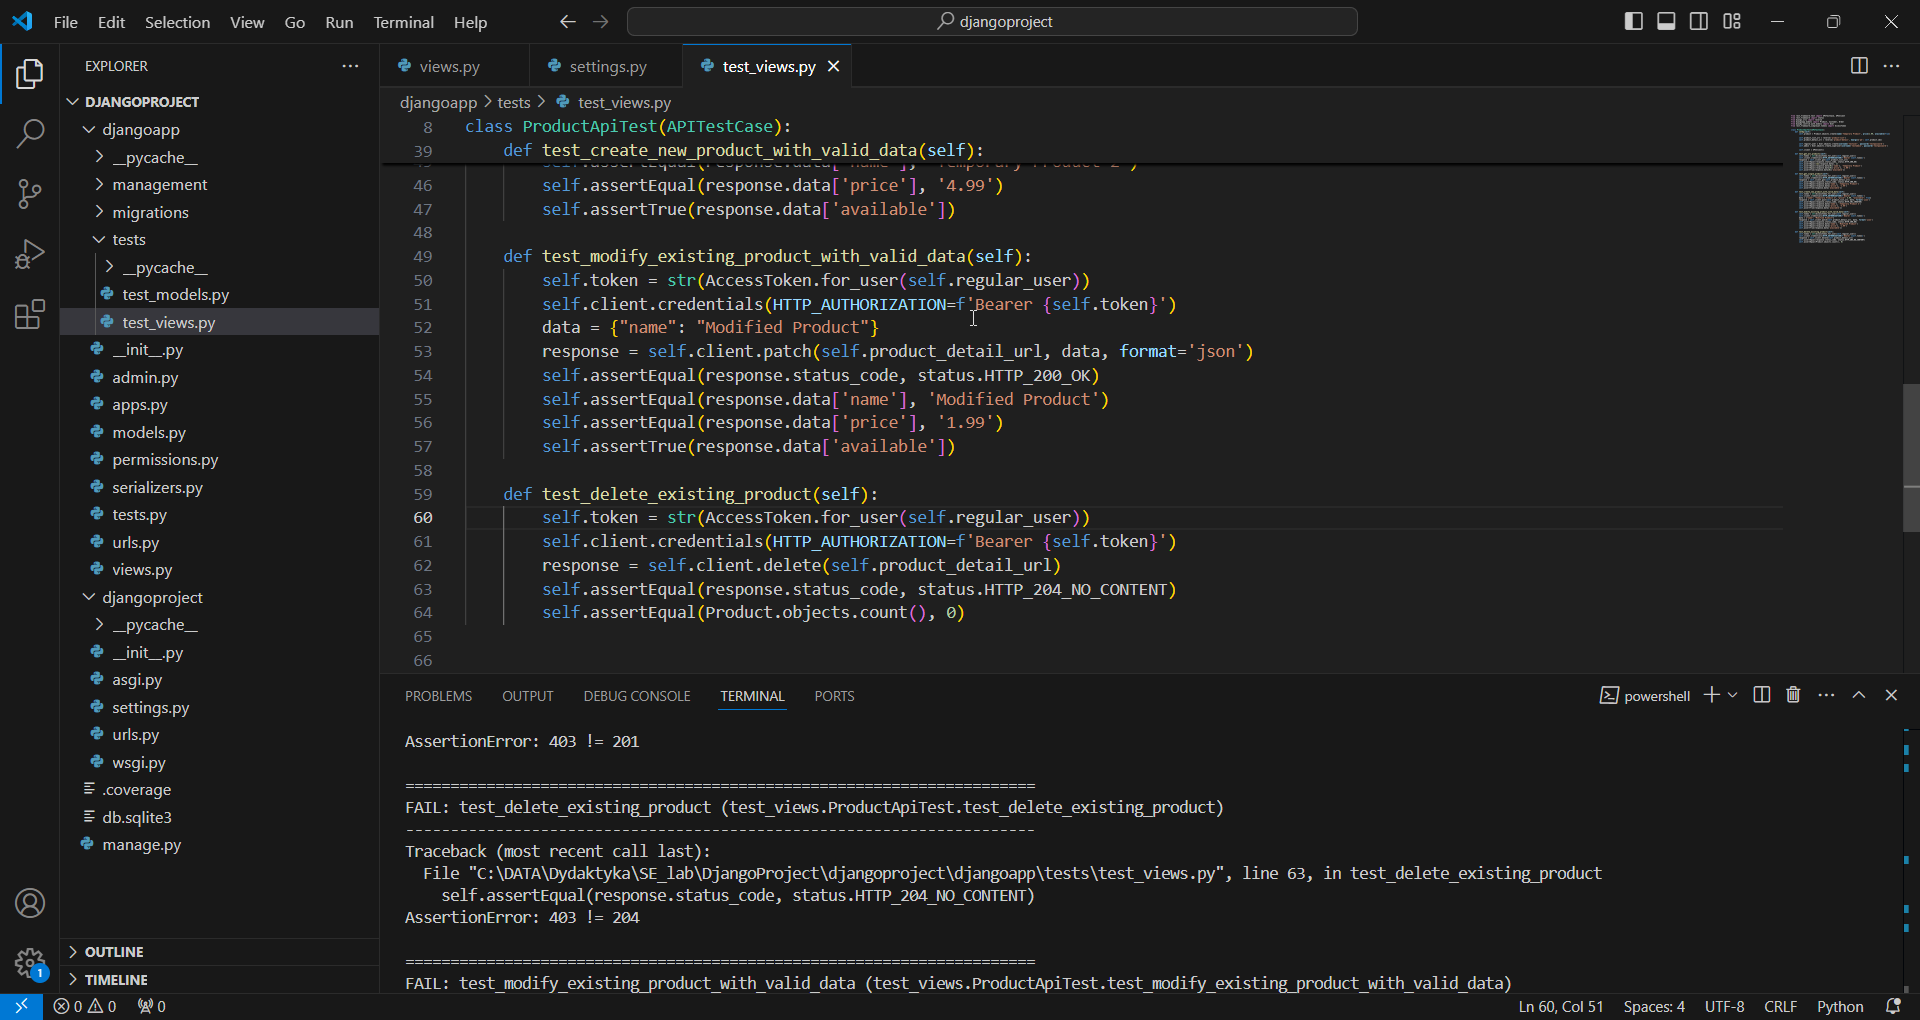 File Edit Selection View Go Run Terminal Help
djangoproject
EXPLORER
DJANGOPROJECT
djangoapp
__pycache__
management
migrations
tests
__pycache__
test_models.py
test_views.py
__init__.py
admin.py
apps.py
models.py
permissions.py
serializers.py
tests.py
urls.py
views.py
djangoproject
__pycache__
__init__.py
asgi.py
settings.py
urls.py
wsgi.py
.coverage
db.sqlite3
manage.py
OUTLINE
TIMELINE
views.py settings.py test_views.py
djangoapp > tests > test_views.py
8 class ProductApiTest(APITestCase):
39 def test_create_new_product_with_valid_data(self):
46 self.assertEqual(response.data['price'], '4.99')
47 self.assertTrue(response.data['available'])
48
49 def test_modify_existing_product_with_valid_data(self):
50 self.token = str(AccessToken.for_user(self.regular_user))
51 self.client.credentials(HTTP_AUTHORIZATION=f'Bearer {self.token}')
52 data = {"name": "Modified Product"}
53 response = self.client.patch(self.product_detail_url, data, format='json')
54 self.assertEqual(response.status_code, status.HTTP_200_OK)
55 self.assertEqual(response.data['name'], 'Modified Product')
56 self.assertEqual(response.data['price'], '1.99')
57 self.assertTrue(response.data['available'])
58
59 def test_delete_existing_product(self):
60 self.token = str(AccessToken.for_user(self.regular_user))
61 self.client.credentials(HTTP_AUTHORIZATION=f'Bearer {self.token}')
62 response = self.client.delete(self.product_detail_url)
63 self.assertEqual(response.status_code, status.HTTP_204_NO_CONTENT)
64 self.assertEqual(Product.objects.count(), 0)
65
66
PROBLEMS OUTPUT DEBUG CONSOLE TERMINAL PORTS
powershell
AssertionError: 403 != 201
======================================================================
FAIL: test_delete_existing_product (test_views.ProductApiTest.test_delete_existing_product)
----------------------------------------------------------------------
Traceback (most recent call last):
File "C:\DATA\Dydaktyka\SE_lab\DjangoProject\djangoproject\djangoapp\tests\test_views.py", line 63, in test_delete_existing_product
self.assertEqual(response.status_code, status.HTTP_204_NO_CONTENT)
AssertionError: 403 != 204
======================================================================
FAIL: test_modify_existing_product_with_valid_data (test_views.ProductApiTest.test_modify_existing_product_with_valid_data)
1
0 0 0
Ln 60, Col 51 Spaces: 4 UTF-8 CRLF Python